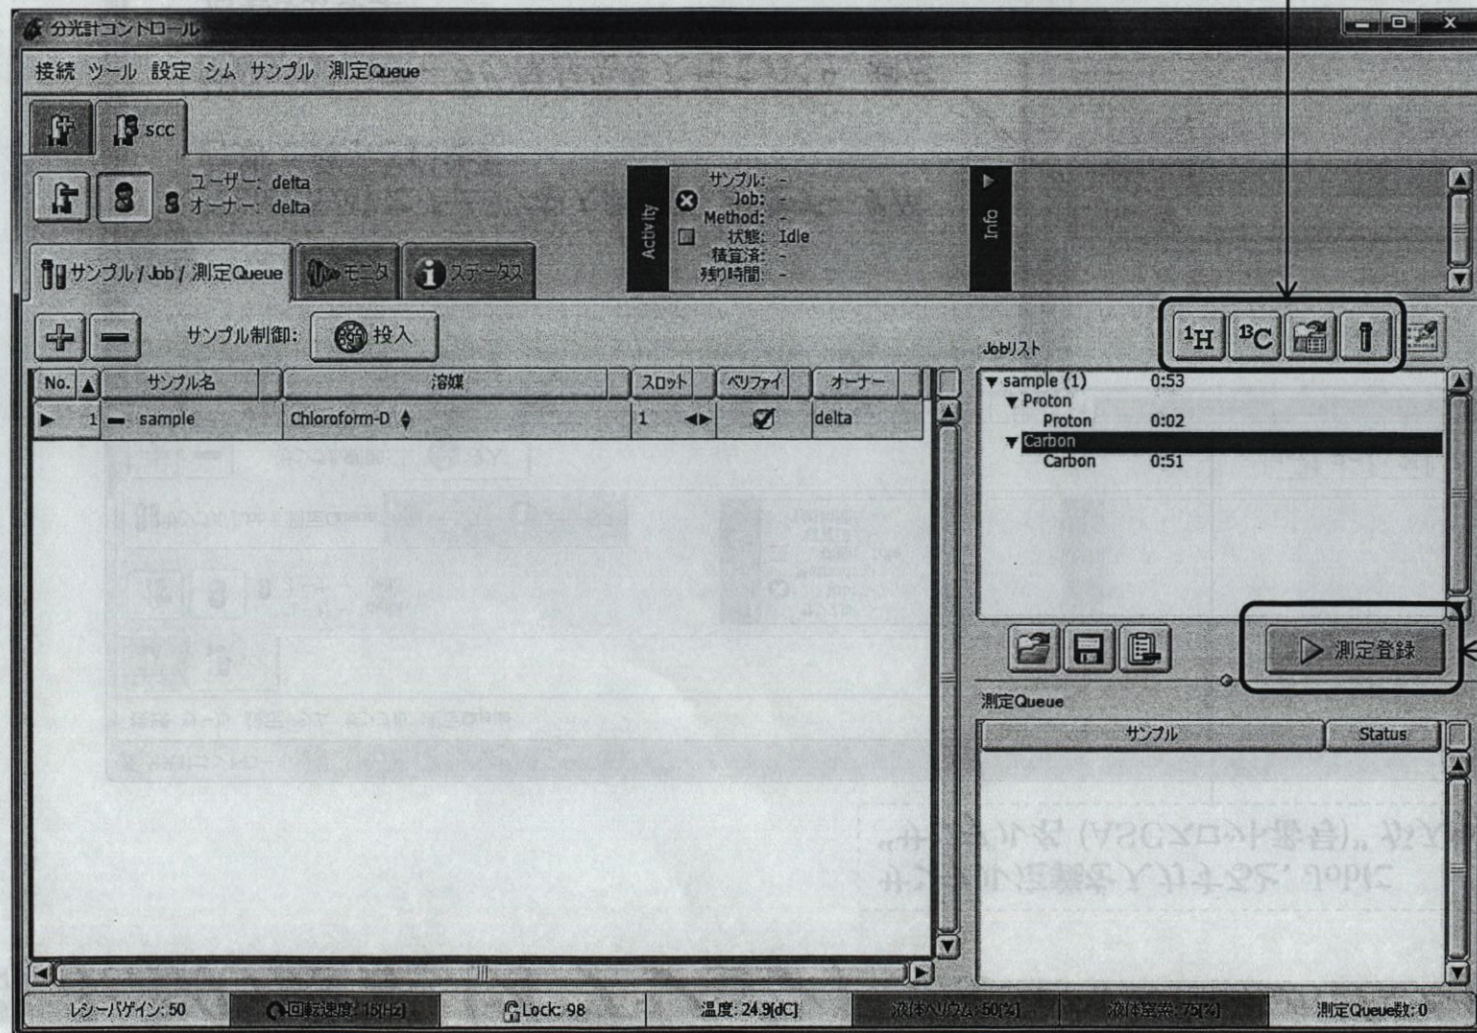 分光計コントロール
接続 ツール 設定 シム サンプル 測定Queue
scc
ユーザー: delta
オーナー: delta
Activity
サンプル: -
Job: -
Method: -
状態: Idle
積算済: -
残り時間: -
Info
サンプル / Job / 測定Queue
モニタ
ステータス
サンプル制御:
投入
No. サンプル名 溶媒 スロット ベリファイ オーナー
1 sample Chloroform-D 1 delta
Jobリスト
1H
13C
sample (1) 0:53
Proton
Proton 0:02
Carbon
Carbon 0:51
測定登録
測定Queue
サンプル Status
レシーバゲイン: 50 回転速度: 15[Hz] Lock: 98 温度: 24.9[dC] 液体ヘリウム: 50[%] 液体窒素: 75[%] 測定Queue数: 0